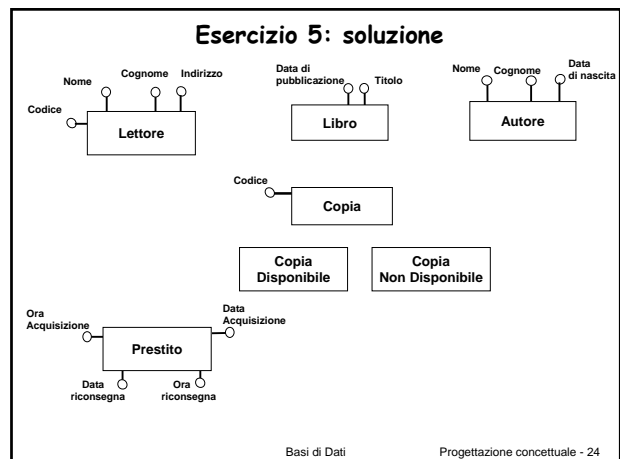 Esercizio 5: soluzione
Nome
Cognome
Indirizzo
Codice
Lettore
Data di
pubblicazione
Titolo
Libro
Nome
Cognome
Data
di nascita
Autore
Codice
Copia
Copia
Disponibile
Copia
Non Disponibile
Ora
Acquisizione
Data
Acquisizione
Prestito
Data
riconsegna
Ora
riconsegna
Basi di Dati
Progettazione concettuale - 24